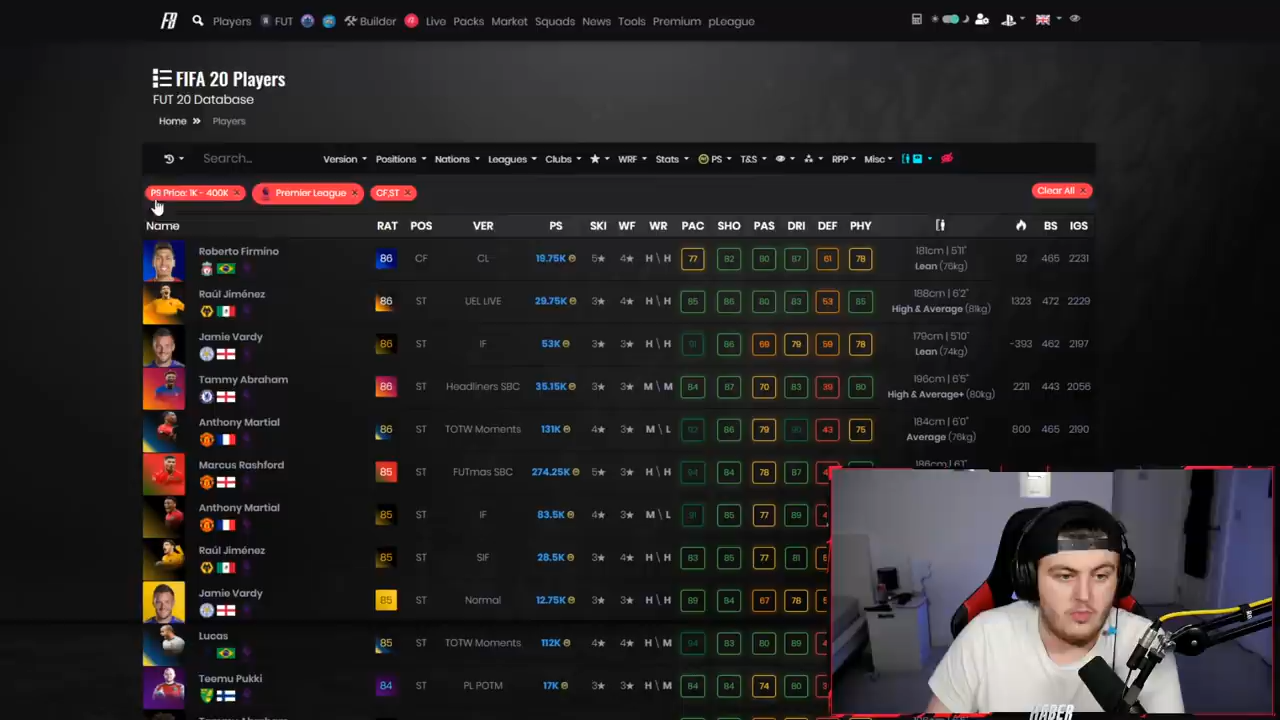 FB Players FUT Builder Live Packs Market Squads News Tools Premium pLeague
FIFA 20 Players
FUT 20 Database
Home » Players
Search... Version Positions Nations Leagues Clubs WRF Stats PS T&S RPP Misc
PS Price: 1K - 400K × Premier League × CF,ST × Clear All ×
Name RAT POS VER PS SKI WF WR PAC SHO PAS DRI DEF PHY BS IGS
Roberto Firmino 86 CF CL 19.75K 5★ 4★ H \ H 77 82 80 87 61 78 181cm | 5'11" Lean (76kg) 92 465 2231
Raúl Jiménez 86 ST UEL LIVE 29.75K 3★ 4★ H \ H 85 86 80 83 53 85 188cm | 6'2" High & Average (81kg) 1323 472 2229
Jamie Vardy 86 ST IF 53K 3★ 3★ H \ H 91 86 69 79 59 78 179cm | 5'10 Lean (74kg) -393 462 2197
Tammy Abraham 86 ST Headliners SBC 35.15K 3★ 3★ M \ M 84 87 70 83 39 80 196cm | 6'5" High & Average+ (80kg) 2211 443 2056
Anthony Martial 86 ST TOTW Moments 131K 4★ 3★ M \ L 92 86 79 90 43 75 184cm | 6'0" Average (76kg) 800 465 2190
Marcus Rashford 85 ST FUTmas SBC 274.25K 5★ 3★ H \ M 94 84 78 87
Anthony Martial 85 ST IF 83.5K 4★ 3★ M \ L 91 85 77 89
Raúl Jiménez 85 ST SIF 28.5K 3★ 4★ H \ H 83 85 77 81
Jamie Vardy 85 ST Normal 12.75K 3★ 3★ H \ H 89 84 67 78
Lucas 85 ST TOTW Moments 112K 4★ 4★ H \ M 94 83 80 89
Teemu Pukki 84 ST PL POTM 17K 3★ 3★ H \ M 84 84 74 80